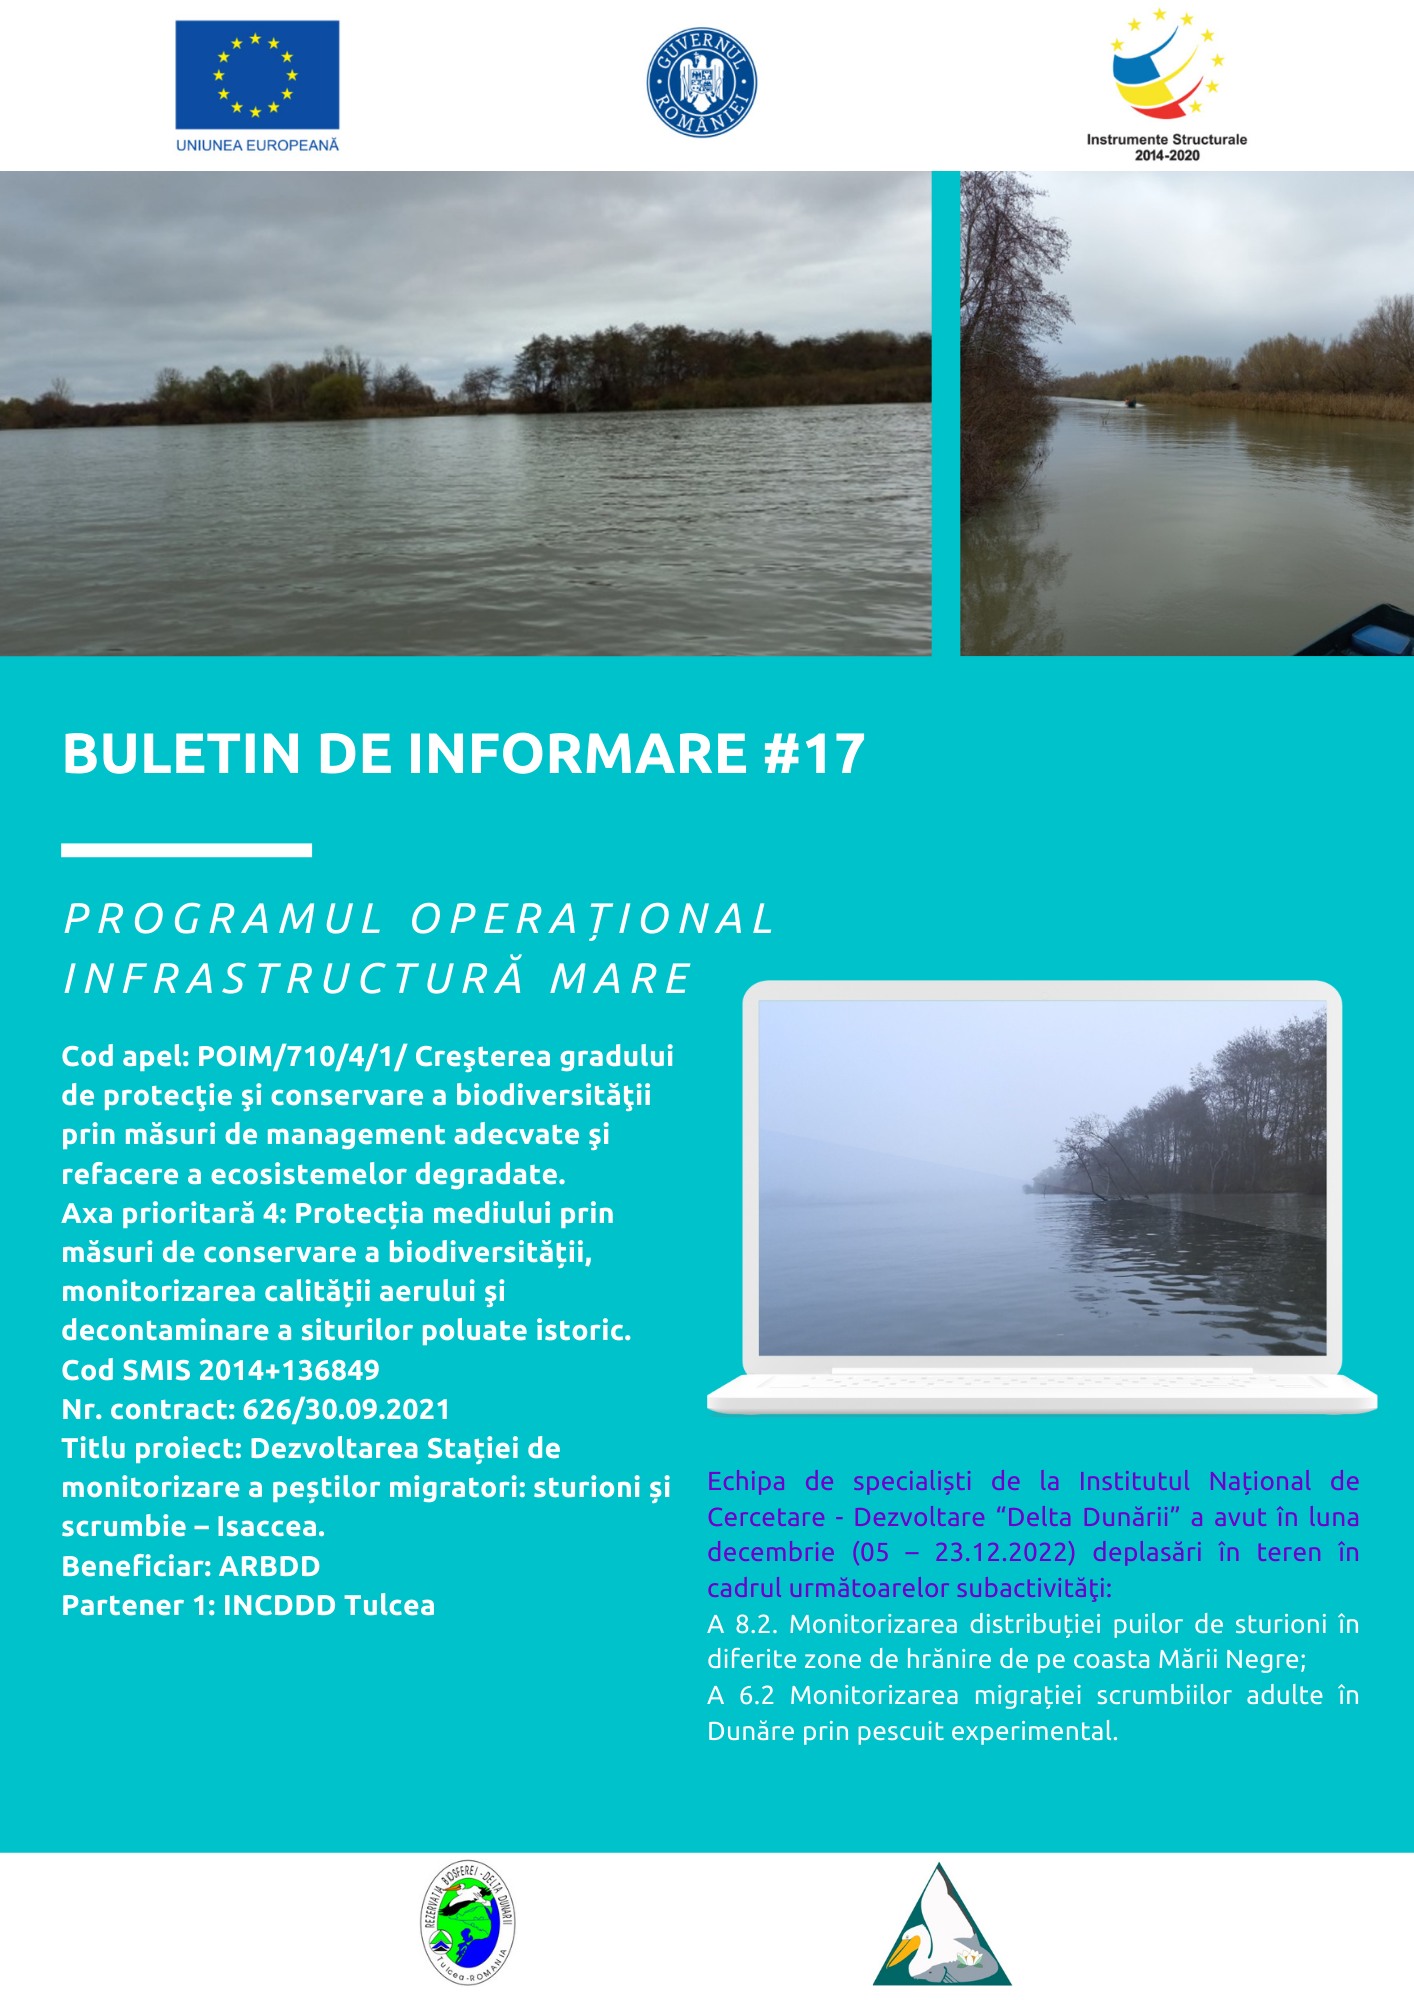 UNIUNEA EUROPEANĂ
GUVERNUL ROMÂNIEI
Instrumente Structurale
2014-2020
BULETIN DE INFORMARE #17
PROGRAMUL OPERAȚIONAL
INFRASTRUCTURĂ MARE
Cod apel: POIM/710/4/1/ Creşterea gradului
de protecţie şi conservare a biodiversităţii
prin măsuri de management adecvate şi
refacere a ecosistemelor degradate.
Axa prioritară 4: Protecția mediului prin
măsuri de conservare a biodiversității,
monitorizarea calității aerului şi
decontaminare a siturilor poluate istoric.
Cod SMIS 2014+136849
Nr. contract: 626/30.09.2021
Titlu proiect: Dezvoltarea Stației de
monitorizare a peștilor migratori: sturioni și
scrumbie – Isaccea.
Beneficiar: ARBDD
Partener 1: INCDDD Tulcea
Echipa de specialiști de la Institutul Național de
Cercetare - Dezvoltare “Delta Dunării” a avut în luna
decembrie (05 – 23.12.2022) deplasări în teren în
cadrul următoarelor subactivităţi:
A 8.2. Monitorizarea distribuției puilor de sturioni în
diferite zone de hrănire de pe coasta Mării Negre;
A 6.2 Monitorizarea migrației scrumbiilor adulte în
Dunăre prin pescuit experimental.
REZERVATIA BIOSFEREI - DELTA DUNARII
Tulcea - ROMANIA